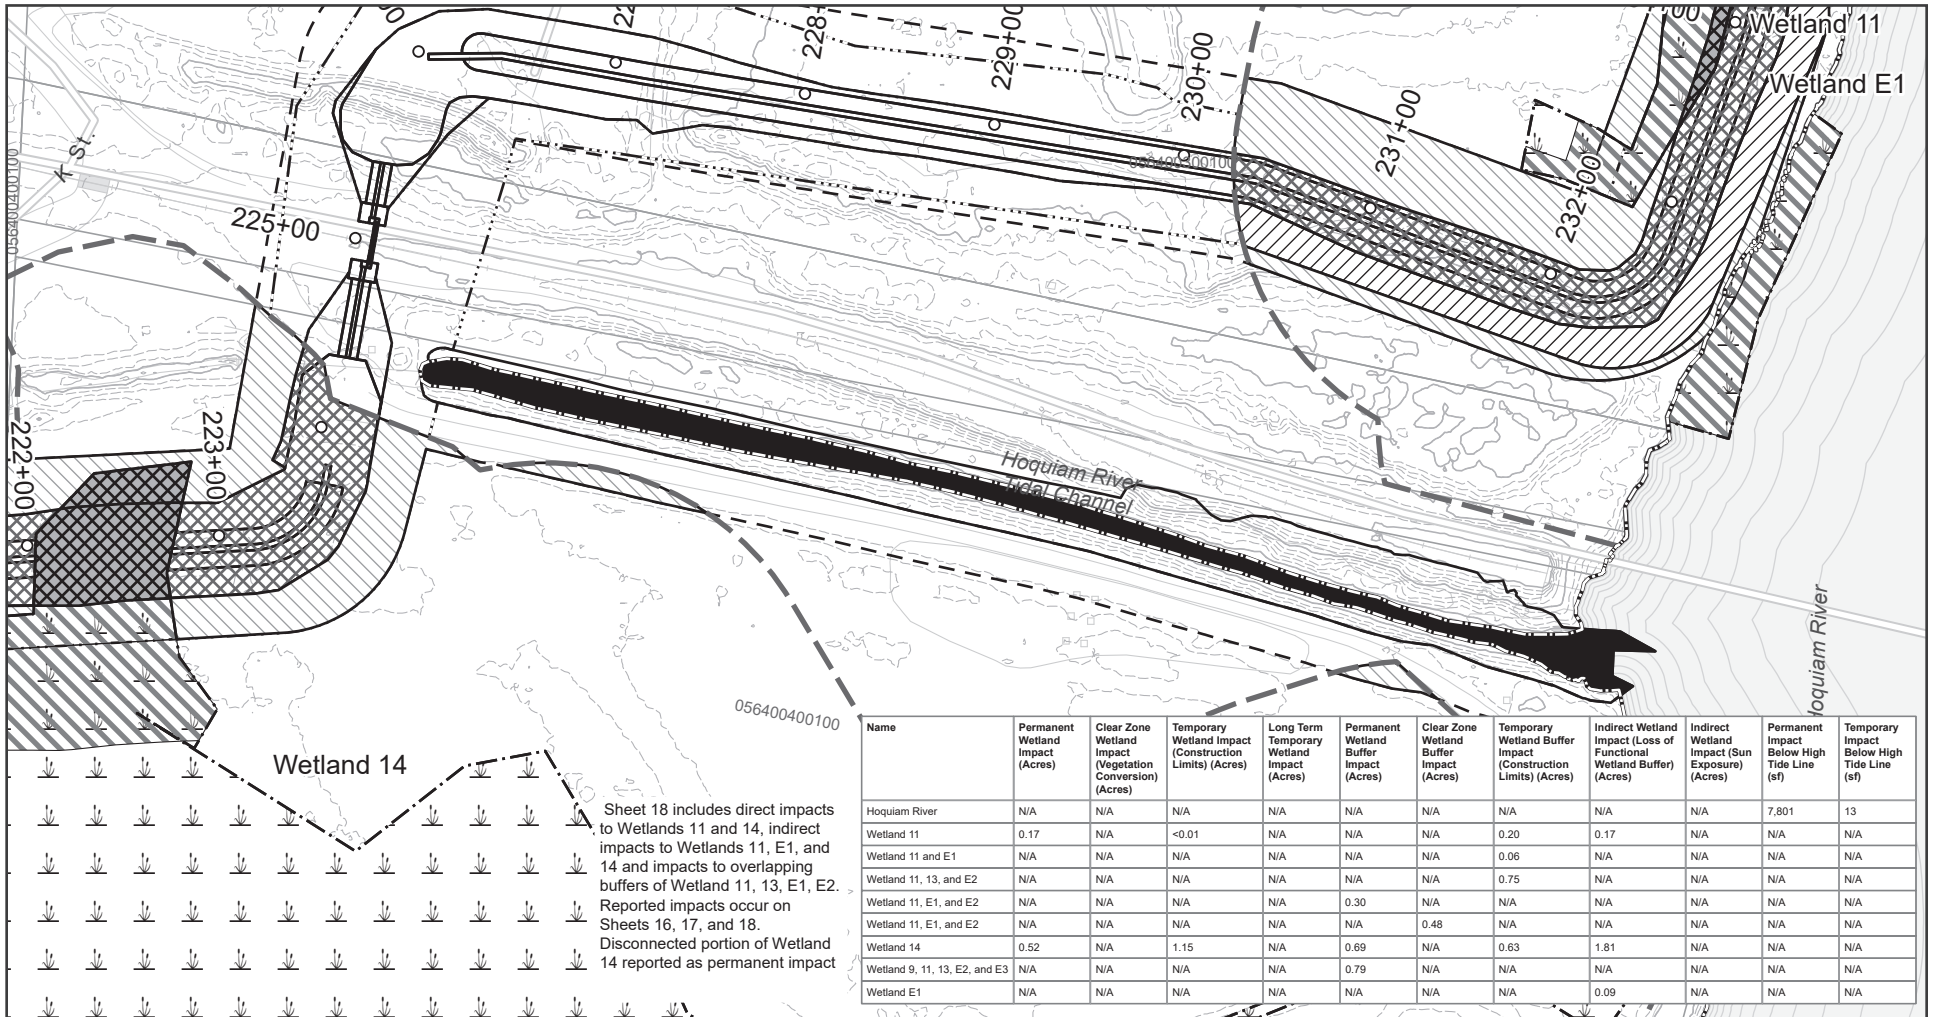 Wetland 11
Wetland E1
228+
229+00
230+00
231+00
232+00
K St.
056400400100
225+00
222+00
223+00
Hoquiam River
Tidal Channel
Hoquiam River
056400400100
Wetland 14
Sheet 18 includes direct impacts
to Wetlands 11 and 14, indirect
impacts to Wetlands 11, E1, and
14 and impacts to overlapping
buffers of Wetland 11, 13, E1, E2.
Reported impacts occur on
Sheets 16, 17, and 18.
Disconnected portion of Wetland
14 reported as permanent impact
Name Permanent Wetland Impact (Acres) Clear Zone Wetland Impact (Vegetation Conversion) (Acres) Temporary Wetland Impact (Construction Limits) (Acres) Long Term Temporary Wetland Impact (Acres) Permanent Wetland Buffer Impact (Acres) Clear Zone Wetland Buffer Impact (Acres) Temporary Wetland Buffer Impact (Construction Limits) (Acres) Indirect Wetland Impact (Loss of Functional Wetland Buffer) (Acres) Indirect Wetland Impact (Sun Exposure) (Acres) Permanent Impact Below High Tide Line (sf) Temporary Impact Below High Tide Line (sf)
Hoquiam River N/A N/A N/A N/A N/A N/A N/A N/A N/A 7,801 13
Wetland 11 0.17 N/A <0.01 N/A N/A N/A 0.20 0.17 N/A N/A N/A
Wetland 11 and E1 N/A N/A N/A N/A N/A N/A 0.06 N/A N/A N/A N/A
Wetland 11, 13, and E2 N/A N/A N/A N/A N/A N/A 0.75 N/A N/A N/A N/A
Wetland 11, E1, and E2 N/A N/A N/A N/A 0.30 N/A N/A N/A N/A N/A N/A
Wetland 11, E1, and E2 N/A N/A N/A N/A N/A 0.48 N/A N/A N/A N/A N/A
Wetland 14 0.52 N/A 1.15 N/A 0.69 N/A 0.63 1.81 N/A N/A N/A
Wetland 9, 11, 13, E2, and E3 N/A N/A N/A N/A 0.79 N/A N/A N/A N/A N/A N/A
Wetland E1 N/A N/A N/A N/A N/A N/A N/A 0.09 N/A N/A N/A